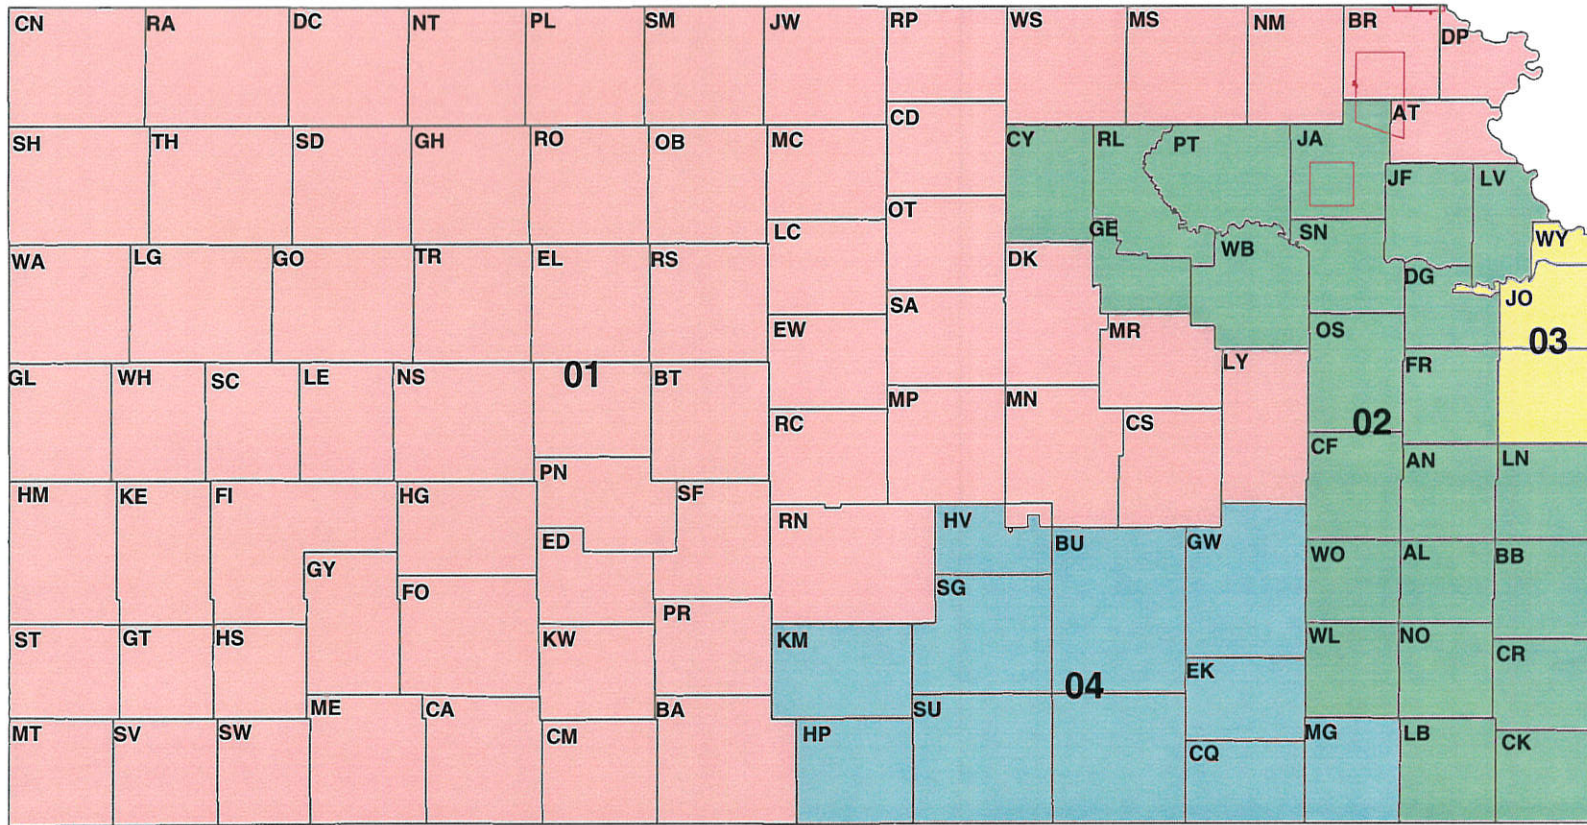 CN RA DC NT PL SM JW RP WS MS NM BR DP
SH TH SD GH RO OB MC CD CY RL PT JA AT
JF LV
WA LG GO TR EL RS LC OT DK GE WB SN DG WY
EW SA MR OS JO
03
GL WH SC LE NS 01 BT LY FR
RC MP MN CS 02
HM KE FI HG PN SF CF AN LN
RN HV
ED BU GW WO AL BB
GY FO SG
ST GT HS KW PR KM WL NO CR
EK
04
ME CA BA SU
MT SV SW CM HP CQ MG LB CK